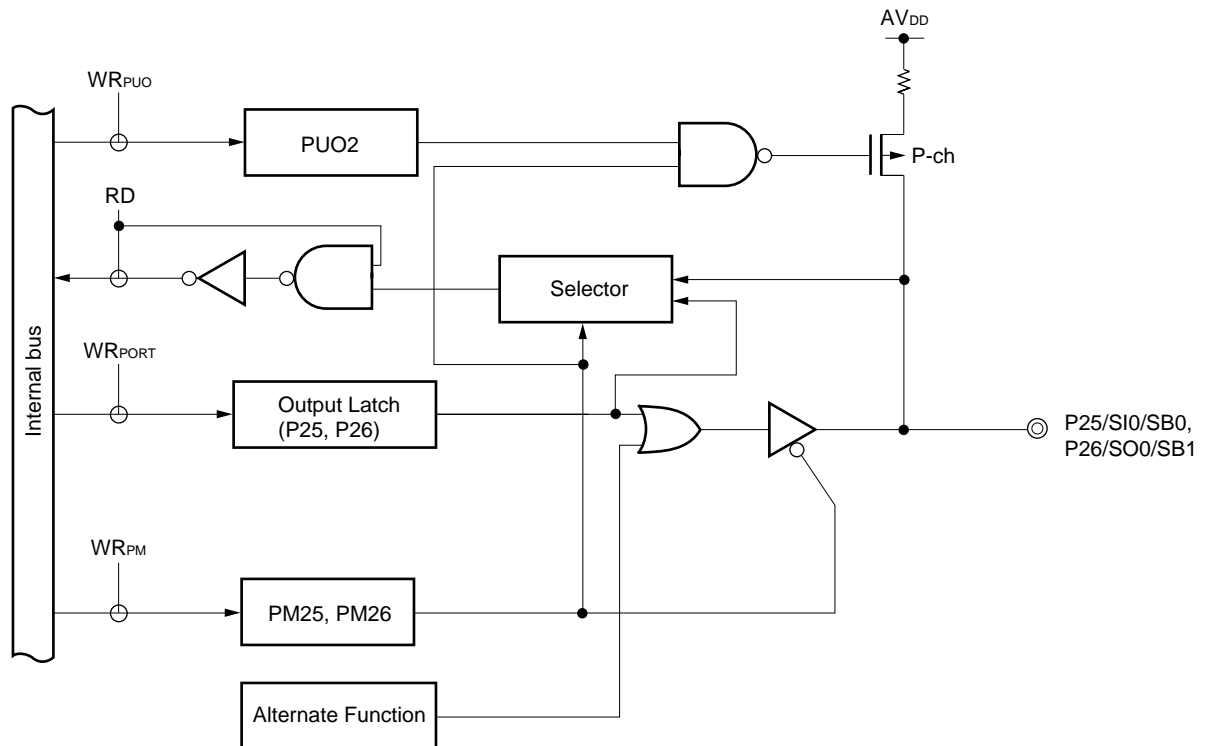 AVDD
WRPUO
PUO2
P-ch
RD
Selector
Internal bus
WRPORT
Output Latch
(P25, P26)
P25/SI0/SB0,
P26/SO0/SB1
WRPM
PM25, PM26
Alternate Function